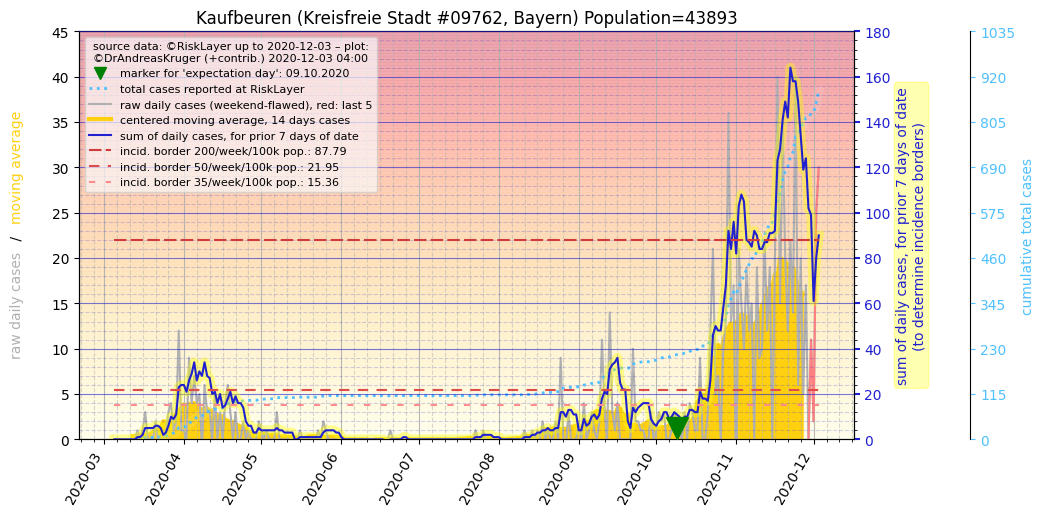 Kaufbeuren (Kreisfreie Stadt #09762, Bayern) Population=43893
source data: ©RiskLayer up to 2020-12-03 – plot:
©DrAndreasKruger (+contrib.) 2020-12-03 04:00
marker for 'expectation day': 09.10.2020
total cases reported at RiskLayer
raw daily cases (weekend-flawed), red: last 5
centered moving average, 14 days cases
sum of daily cases, for prior 7 days of date
incid. border 200/week/100k pop.: 87.79
incid. border 50/week/100k pop.: 21.95
incid. border 35/week/100k pop.: 15.36
raw daily cases / moving average
45
40
35
30
25
20
15
10
5
0
2020-03
2020-04
2020-05
2020-06
2020-07
2020-08
2020-09
2020-10
2020-11
2020-12
180
160
140
120
100
80
60
40
20
0
sum of daily cases, for prior 7 days of date
(to determine incidence borders)
1035
920
805
690
575
460
345
230
115
0
cumulative total cases